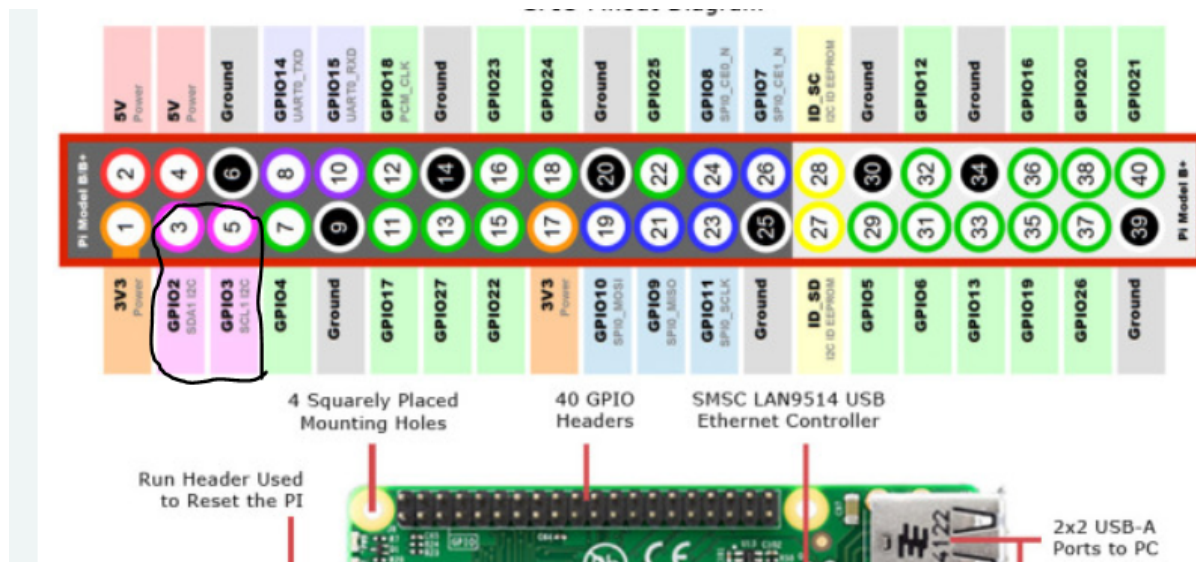 5V
Power
5V
Power
Ground
GPIO14
UART0_TXD
GPIO15
UART0_RXD
GPIO18
PCM_CLK
Ground
GPIO23
GPIO24
Ground
GPIO25
GPIO8
SPI0_CE0_N
GPIO7
SPI0_CE1_N
ID_SC
I2C ID EEPROM
Ground
GPIO12
Ground
GPIO16
GPIO20
GPIO21
Pi Model B/B+
2 4 6 8 10 12 14 16 18 20 22 24 26 28 30 32 34 36 38 40
1 3 5 7 9 11 13 15 17 19 21 23 25 27 29 31 33 35 37 39
Pi Model B+
3V3
Power
GPIO2
SDA1 I2C
GPIO3
SCL1 I2C
GPIO4
Ground
GPIO17
GPIO27
GPIO22
3V3
Power
GPIO10
SPI0_MOSI
GPIO9
SPI0_MISO
GPIO11
SPI0_SCLK
Ground
ID_SD
I2C ID EEPROM
GPIO5
GPIO6
GPIO13
GPIO19
GPIO26
Ground
4 Squarely Placed
Mounting Holes
40 GPIO
Headers
SMSC LAN9514 USB
Ethernet Controller
Run Header Used
to Reset the PI
2x2 USB-A
Ports to PC
GPIO
CE
4122